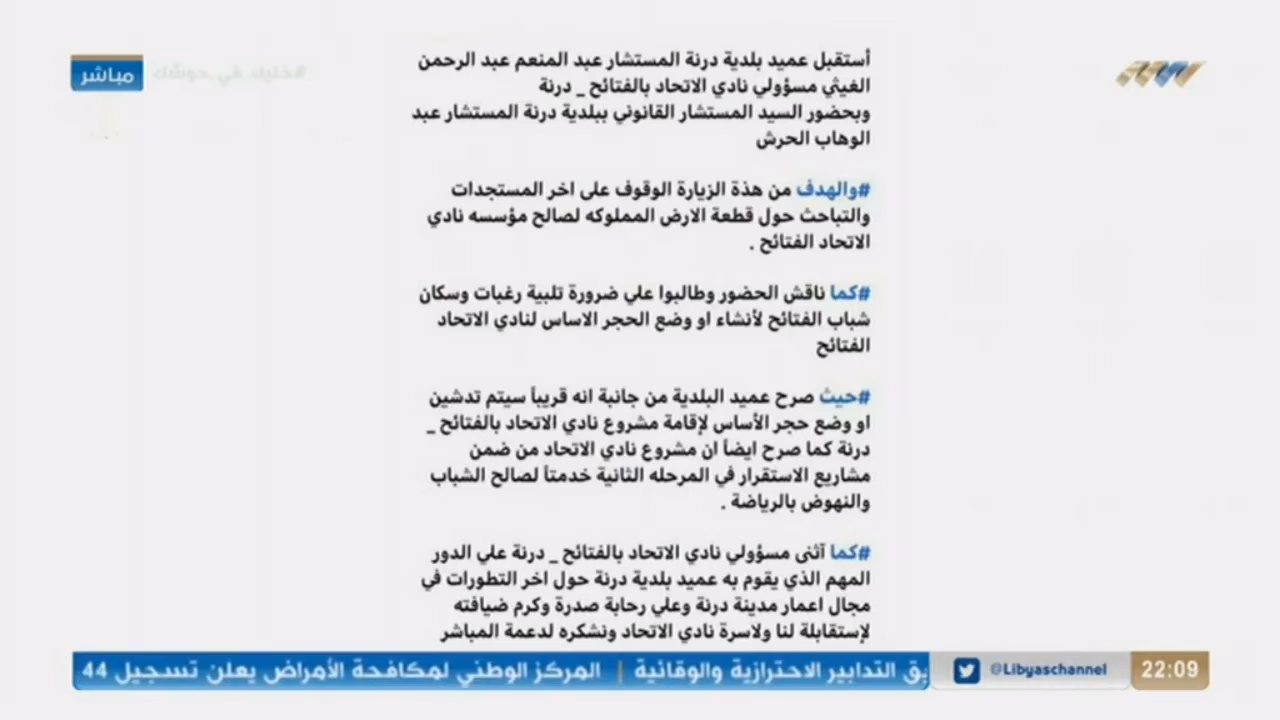 مباشر
#خليك في حوشك
أستقبل عميد بلدية درنة المستشار عبد المنعم عبد الرحمن
الغيثي مسؤولي نادي الاتحاد بالفتائح _ درنة
وبحضور السيد المستشار القانوني ببلدية درنة المستشار عبد
الوهاب الحرش
#والهدف من هذة الزيارة الوقوف على اخر المستجدات
والتباحث حول قطعة الارض المملوكه لصالح مؤسسه نادي
الاتحاد الفتائح .
#كما ناقش الحضور وطالبوا علي ضرورة تلبية رغبات وسكان
شباب الفتائح لأنشاء او وضع الحجر الاساس لنادي الاتحاد
الفتائح
#حيث صرح عميد البلدية من جانبة انه قريباً سيتم تدشين
او وضع حجر الأساس لإقامة مشروع نادي الاتحاد بالفتائح _
درنة كما صرح ايضاً ان مشروع نادي الاتحاد من ضمن
مشاريع الاستقرار في المرحله الثانية خدمتاً لصالح الشباب
والنهوض بالرياضة .
#كما آثنى مسؤولي نادي الاتحاد بالفتائح _ درنة علي الدور
المهم الذي يقوم به عميد بلدية درنة حول اخر التطورات في
مجال اعمار مدينة درنة وعلي رحابة صدرة وكرم ضيافته
لإستقبالة لنا ولاسرة نادي الاتحاد ونشكره لدعمة المباشر
يق التدابير الاحترازية والوقائية | المركز الوطني لمكافحة الأمراض يعلن تسجيل 44
@Libyaschannel
22:09